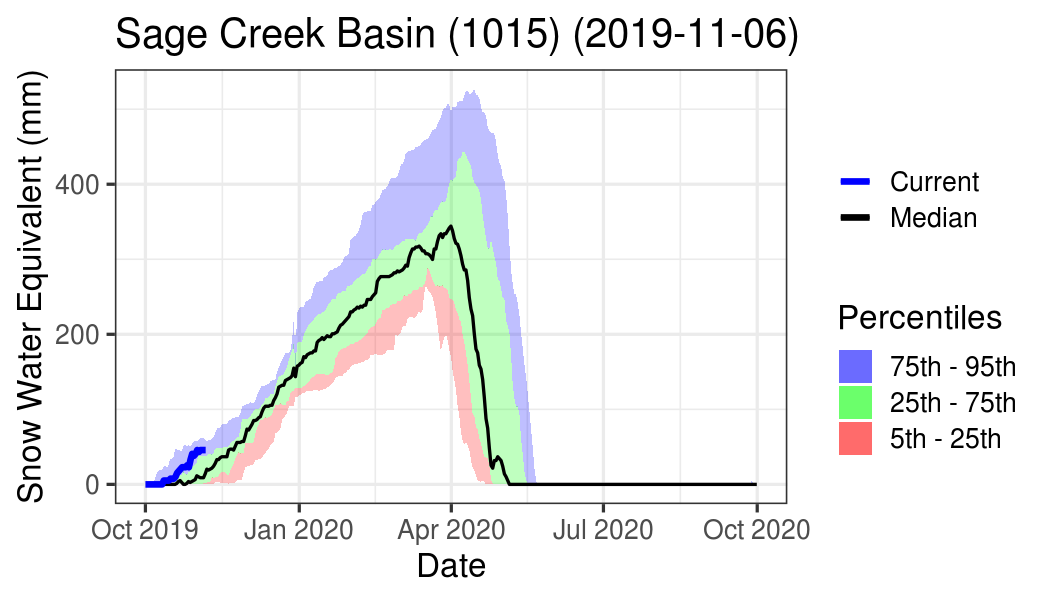 Sage Creek Basin (1015) (2019-11-06)
Snow Water Equivalent (mm)
400
200
0
Oct 2019 Jan 2020 Apr 2020 Jul 2020 Oct 2020
Date
Current
Median
Percentiles
75th - 95th
25th - 75th
5th - 25th